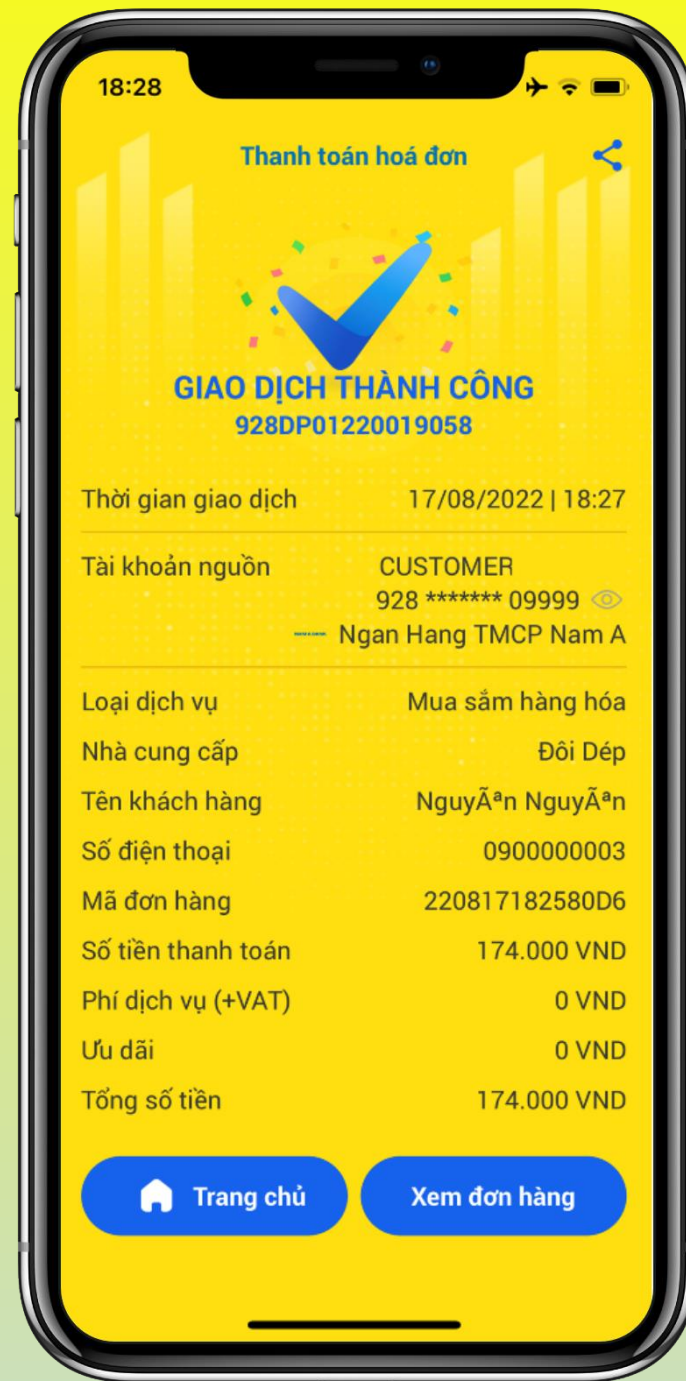 18:28
Thanh toán hoá đơn
GIAO DỊCH THÀNH CÔNG
928DP01220019058
Thời gian giao dịch 17/08/2022 | 18:27
Tài khoản nguồn CUSTOMER
928 ******* 09999
Ngan Hang TMCP Nam A
Loại dịch vụ Mua sắm hàng hóa
Nhà cung cấp Đôi Dép
Tên khách hàng NguyÃªn NguyÃªn
Số điện thoại 0900000003
Mã đơn hàng 220817182580D6
Số tiền thanh toán 174.000 VND
Phí dịch vụ (+VAT) 0 VND
Ưu dãi 0 VND
Tổng số tiền 174.000 VND
Trang chủ Xem đơn hàng